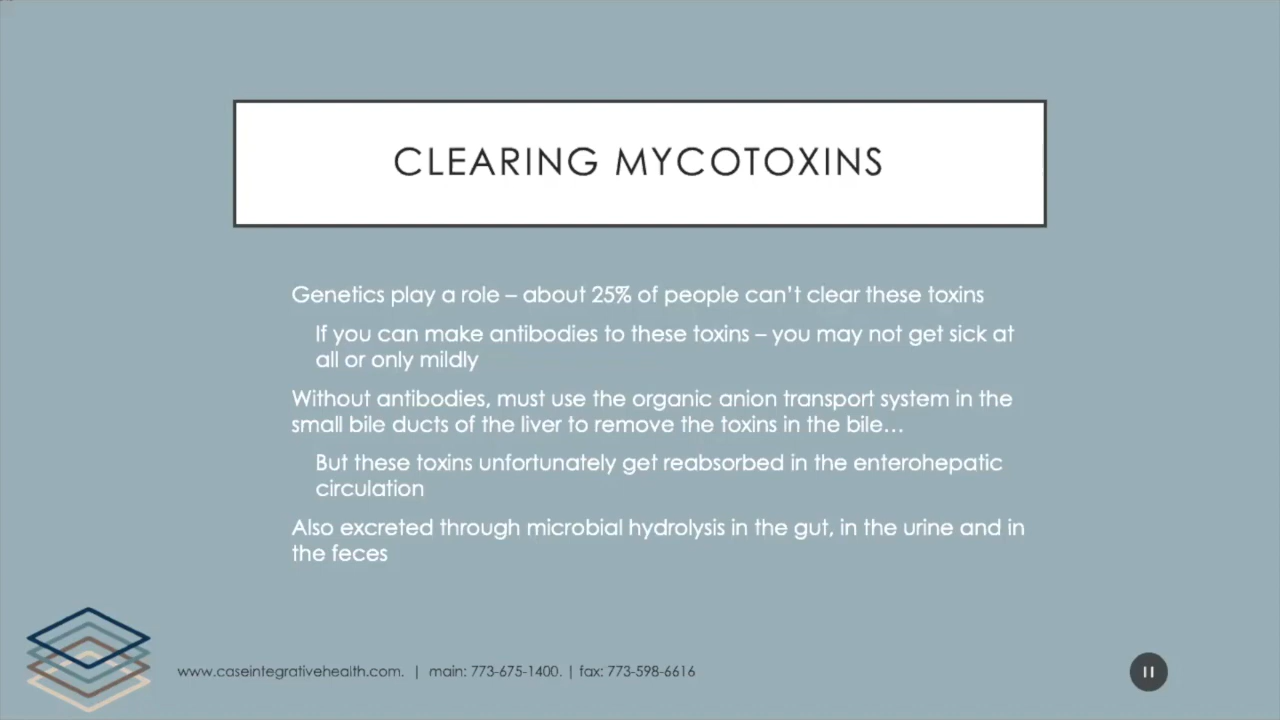 CLEARING MYCOTOXINS
Genetics play a role – about 25% of people can't clear these toxins
If you can make antibodies to these toxins – you may not get sick at
all or only mildly
Without antibodies, must use the organic anion transport system in the
small bile ducts of the liver to remove the toxins in the bile…
But these toxins unfortunately get reabsorbed in the enterohepatic
circulation
Also excreted through microbial hydrolysis in the gut, in the urine and in
the feces
www.caseintegrativehealth.com. | main: 773-675-1400. | fax: 773-598-6616
11